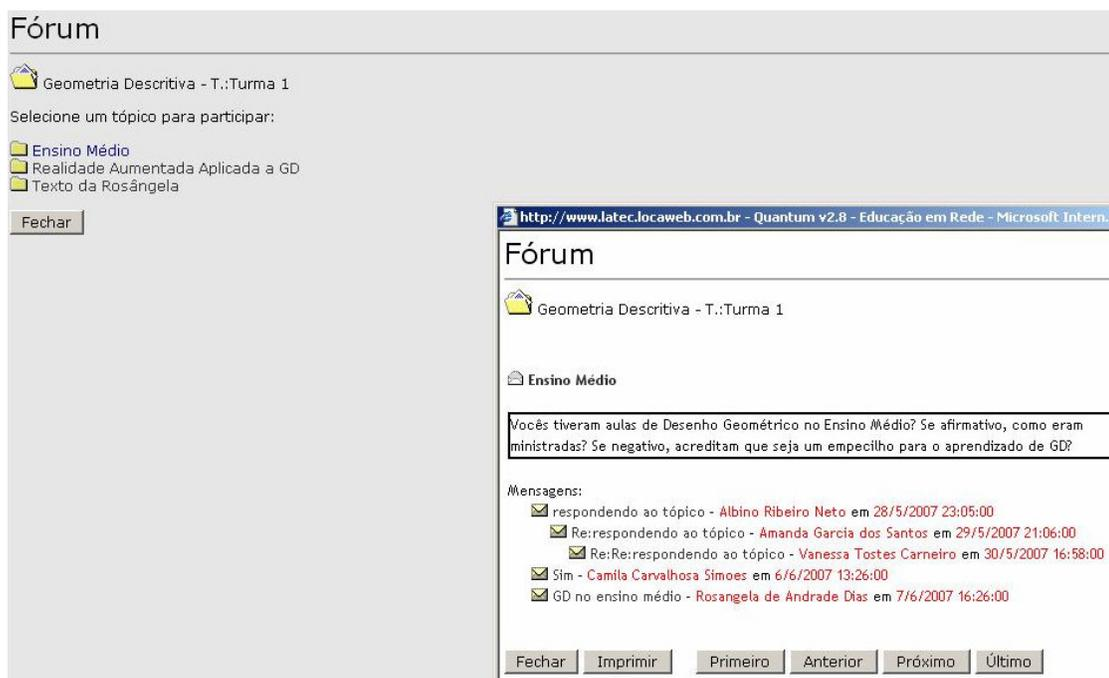 Fórum
Geometria Descritiva - T.:Turma 1
Selecione um tópico para participar:
Ensino Médio
Realidade Aumentada Aplicada a GD
Texto da Rosângela
Fechar
http://www.latec.locaweb.com.br - Quantum v2.8 - Educação em Rede - Microsoft Intern.
Fórum
Geometria Descritiva - T.:Turma 1
Ensino Médio
Vocês tiveram aulas de Desenho Geométrico no Ensino Médio? Se afirmativo, como eram
ministradas? Se negativo, acreditam que seja um empecilho para o aprendizado de GD?
Mensagens:
respondendo ao tópico - Albino Ribeiro Neto em 28/5/2007 23:05:00
Re:respondendo ao tópico - Amanda Garcia dos Santos em 29/5/2007 21:06:00
Re:Re:respondendo ao tópico - Vanessa Tostes Carneiro em 30/5/2007 16:58:00
Sim - Camila Carvalhosa Simoes em 6/6/2007 13:26:00
GD no ensino médio - Rosangela de Andrade Dias em 7/6/2007 16:26:00
Fechar Imprimir Primeiro Anterior Próximo Último